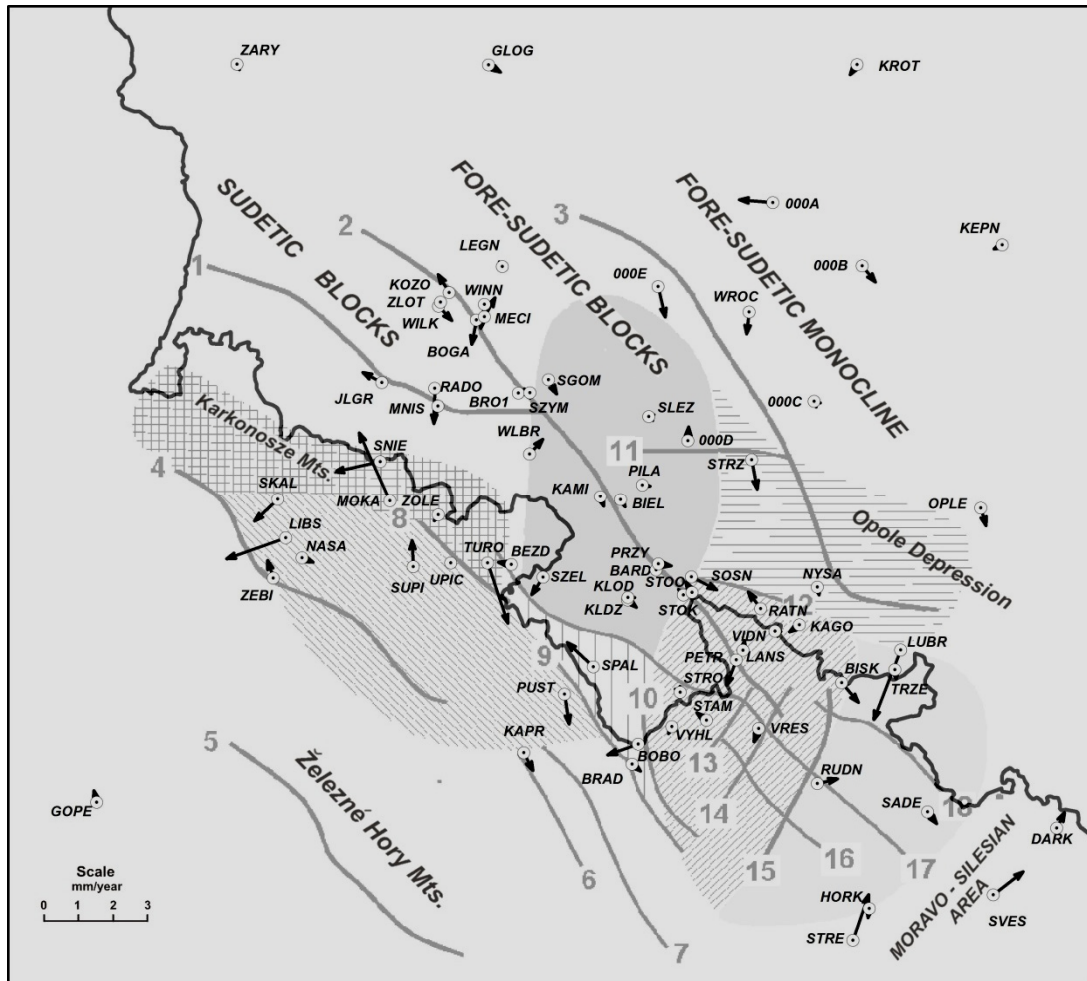 ZARY
GLOG
KROT
SUDETIC BLOCKS
FORE-SUDETIC BLOCKS
FORE-SUDETIC MONOCLINE
000A
KEPN
000B
1
2
3
LEGN
000E
WROC
KOZO
WINN
ZLOT
WILK
MECI
BOGA
JLGR
RADO
MNIS
BRO1
SGOM
SZYM
SLEZ
000C
000D
WLBR
Karkonosze Mts.
SNIE
11
STRZ
4
SKAL
MOKA
ZOLE
KAMI
PILA
BIEL
OPLE
8
LIBS
NASA
ZEBI
SUPI
UPIC
TURO
BEZD
SZEL
PRZY
BARD
STOO
SOSN
NYSA
Opole Depression
KLOD
KLDZ
STOK
12
RATN
KAGO
VIDN
LUBR
PETR
LANS
BISK
TRZE
9
SPAL
STRO
PUST
10
STAM
VYHL
VRES
KAPR
BOBO
BRAD
13
5
Železné Hory Mts.
GOPE
RUDN
14
SADE
18
DARK
Scale
mm/year
0 1 2 3
6
7
15
16
17
MORAVO - SILESIAN
AREA
HORK
STRE
SVES